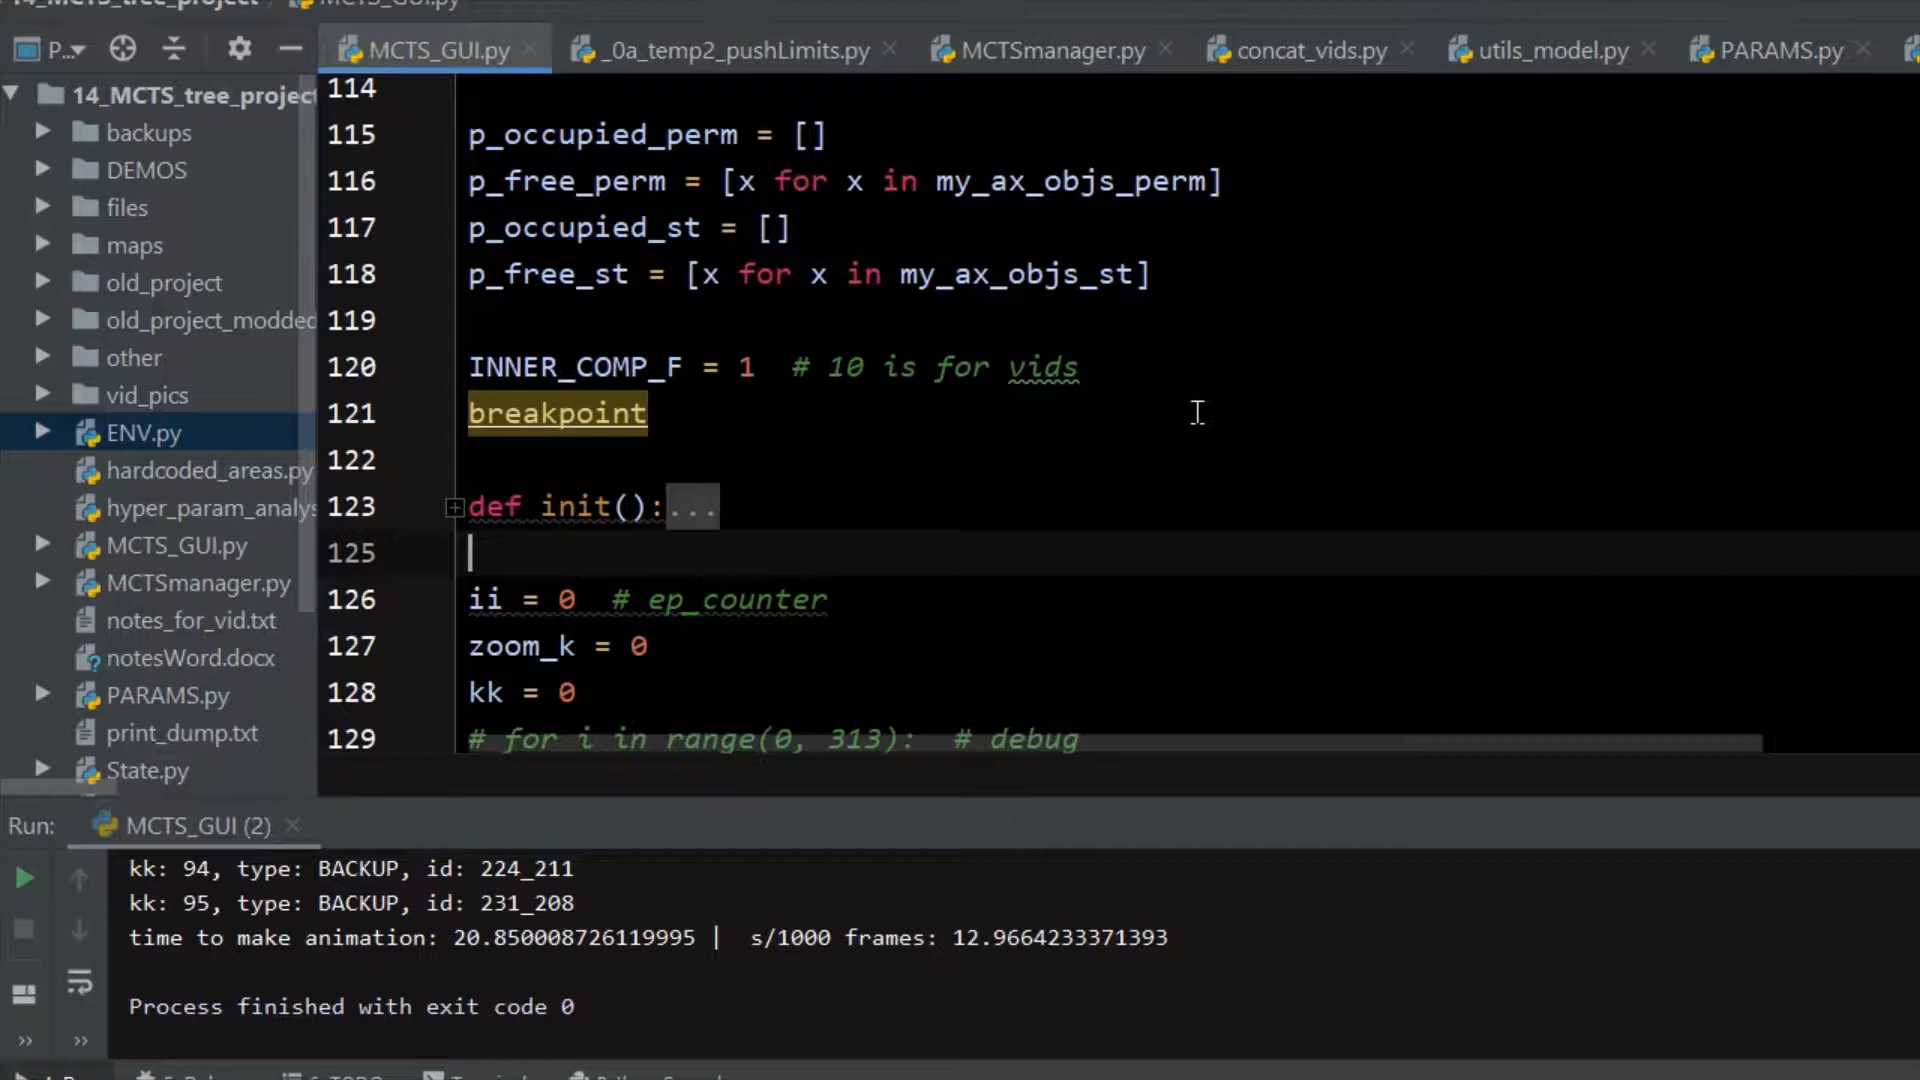 14_MCTS_tree_project MCTS_GUI.py
P... MCTS_GUI.py _0a_temp2_pushLimits.py MCTSmanager.py concat_vids.py utils_model.py PARAMS.py
14_MCTS_tree_project
backups
DEMOS
files
maps
old_project
old_project_modded
other
vid_pics
ENV.py
hardcoded_areas.py
hyper_param_analys
MCTS_GUI.py
MCTSmanager.py
notes_for_vid.txt
notesWord.docx
PARAMS.py
print_dump.txt
State.py
114
115 p_occupied_perm = []
116 p_free_perm = [x for x in my_ax_objs_perm]
117 p_occupied_st = []
118 p_free_st = [x for x in my_ax_objs_st]
119
120 INNER_COMP_F = 1  # 10 is for vids
121 breakpoint
122
123 def init():...
125
126 ii = 0  # ep_counter
127 zoom_k = 0
128 kk = 0
129 # for i in range(0, 313):  # debug
Run: MCTS_GUI (2)
kk: 94, type: BACKUP, id: 224_211
kk: 95, type: BACKUP, id: 231_208
time to make animation: 20.850008726119995 |  s/1000 frames: 12.9664233371393
Process finished with exit code 0